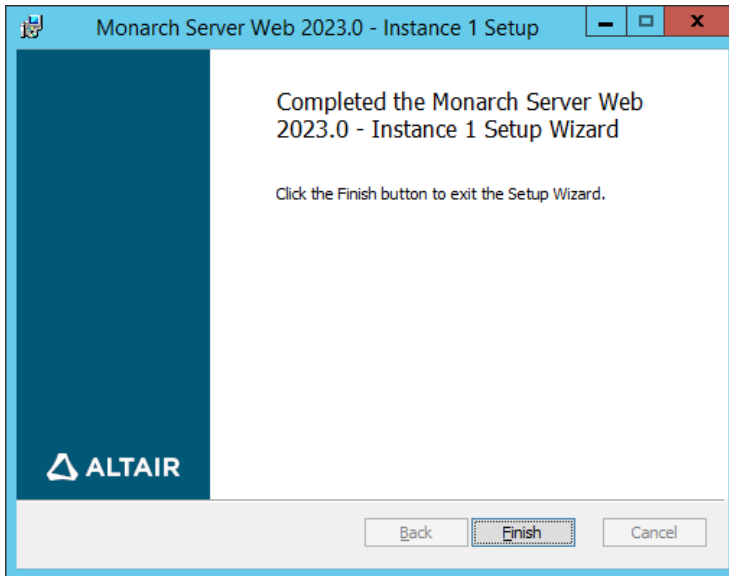 Monarch Server Web 2023.0 - Instance 1 Setup
Completed the Monarch Server Web
2023.0 - Instance 1 Setup Wizard
Click the Finish button to exit the Setup Wizard.
ALTAIR
Back Finish Cancel